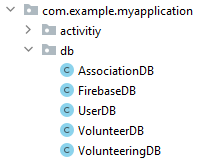 com.example.myapplication
activitiy
db
AssociationDB
FirebaseDB
UserDB
VolunteerDB
VolunteeringDB